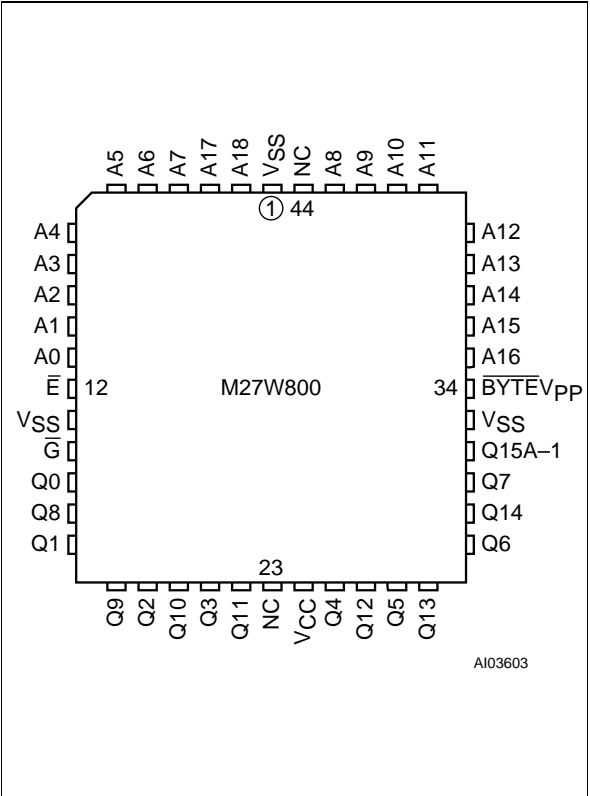 A5 A6 A7 A17 A18 VSS NC A8 A9 A10 A11
1 44
A4 A12
A3 A13
A2 A14
A1 A15
A0 A16
E̅ 12 M27W800 34 B̅Y̅T̅E̅VPP
VSS VSS
G̅ Q15A–1
Q0 Q7
Q8 Q14
Q1 Q6
23
Q9 Q2 Q10 Q3 Q11 NC VCC Q4 Q12 Q5 Q13
AI03603